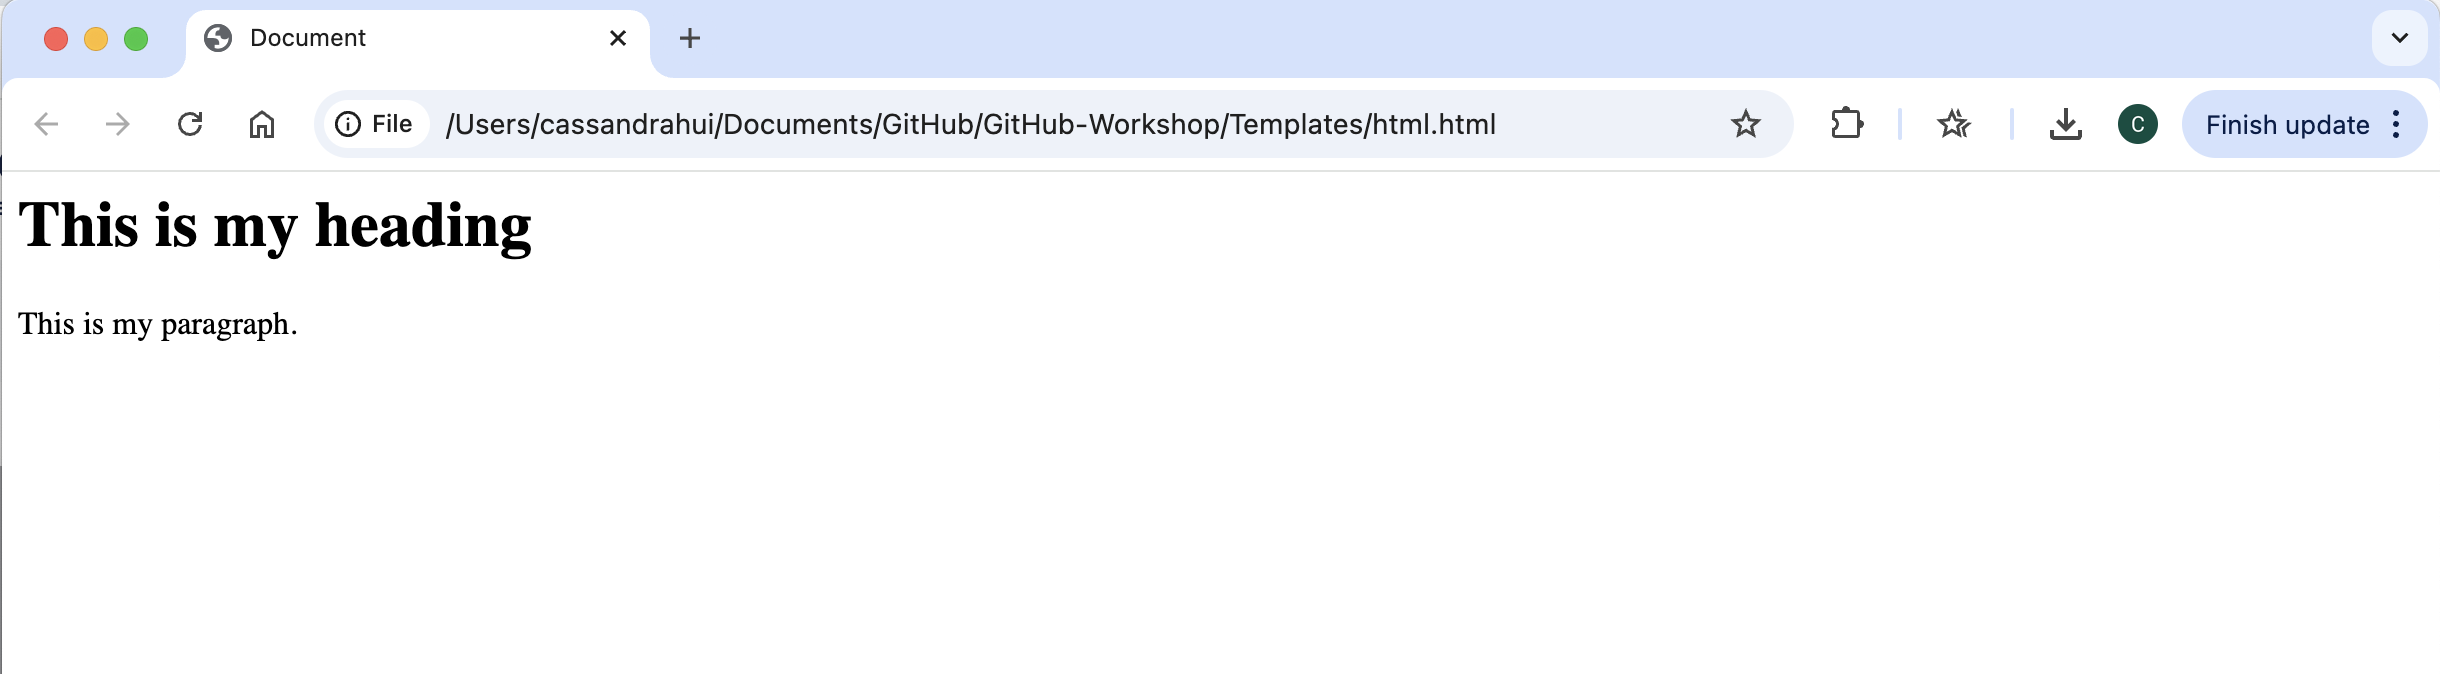 Document
File /Users/cassandrahui/Documents/GitHub/GitHub-Workshop/Templates/html.html C Finish update
This is my heading
This is my paragraph.